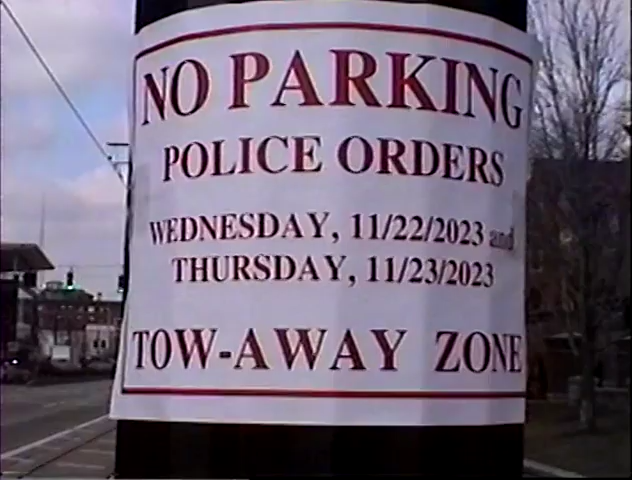 NO PARKING
POLICE ORDERS
WEDNESDAY, 11/22/2023 and
THURSDAY, 11/23/2023
TOW-AWAY ZONE